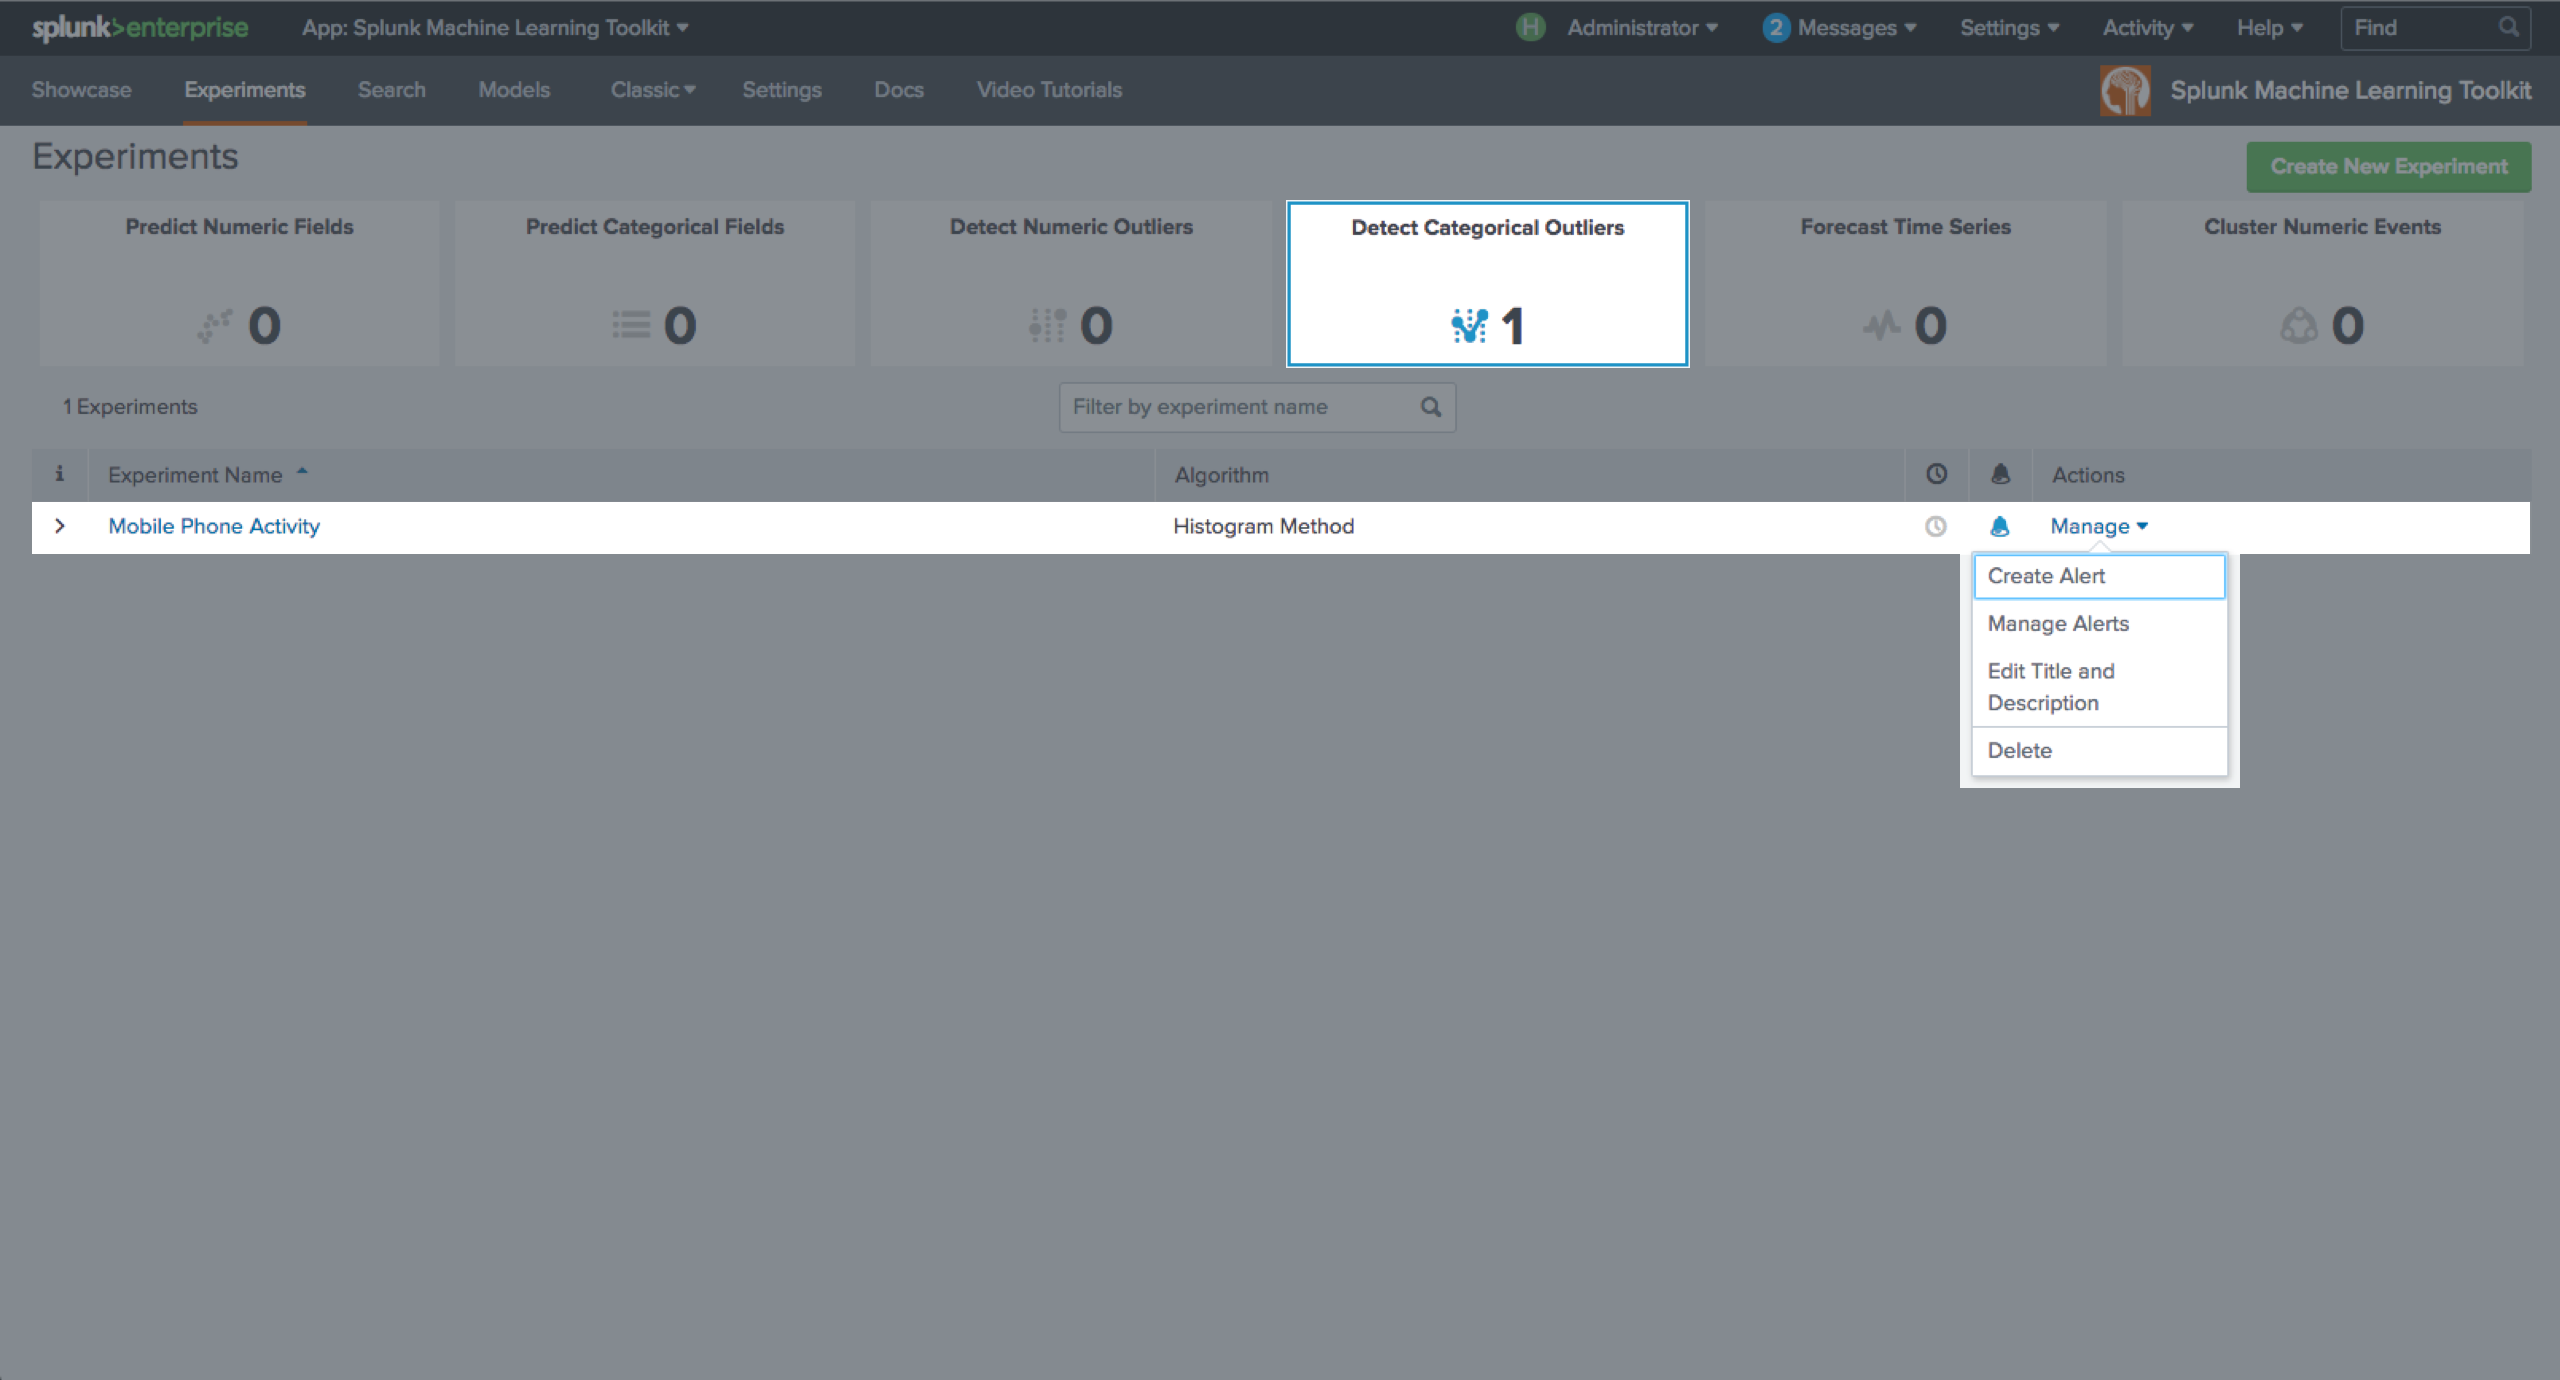 splunk>enterprise App: Splunk Machine Learning Toolkit H Administrator 2 Messages Settings Activity Help Find
Showcase Experiments Search Models Classic Settings Docs Video Tutorials Splunk Machine Learning Toolkit
Experiments
Create New Experiment
Predict Numeric Fields Predict Categorical Fields Detect Numeric Outliers Detect Categorical Outliers Forecast Time Series Cluster Numeric Events
0 0 0 1 0 0
1 Experiments Filter by experiment name
i Experiment Name Algorithm Actions
Mobile Phone Activity Histogram Method Manage
Create Alert
Manage Alerts
Edit Title and
Description
Delete